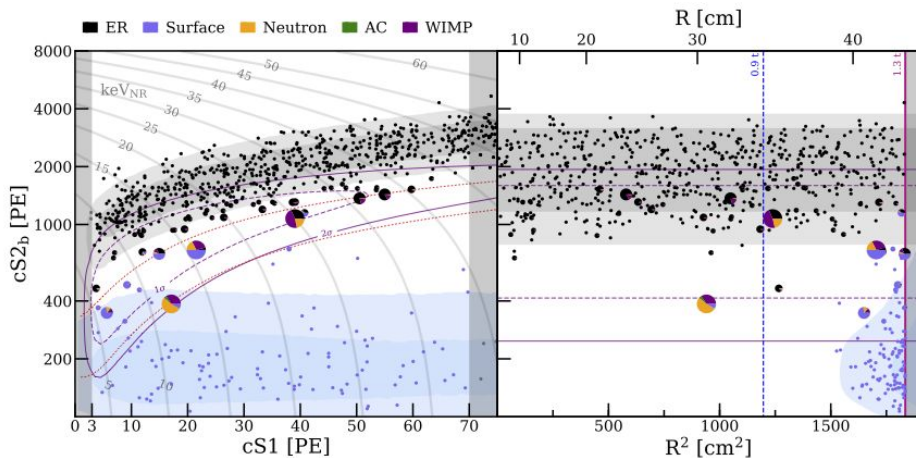 ER Surface Neutron AC WIMP
R [cm]
10 20 30 40
8000
4000
2000
1000
400
200
cS2b [PE]
keVNR
15 20 25 30 35 40 45 50 60
5 10
1σ
2σ
0 3 10 20 30 40 50 60 70
cS1 [PE]
0.9 t
1.3 t
500 1000 1500
R² [cm²]